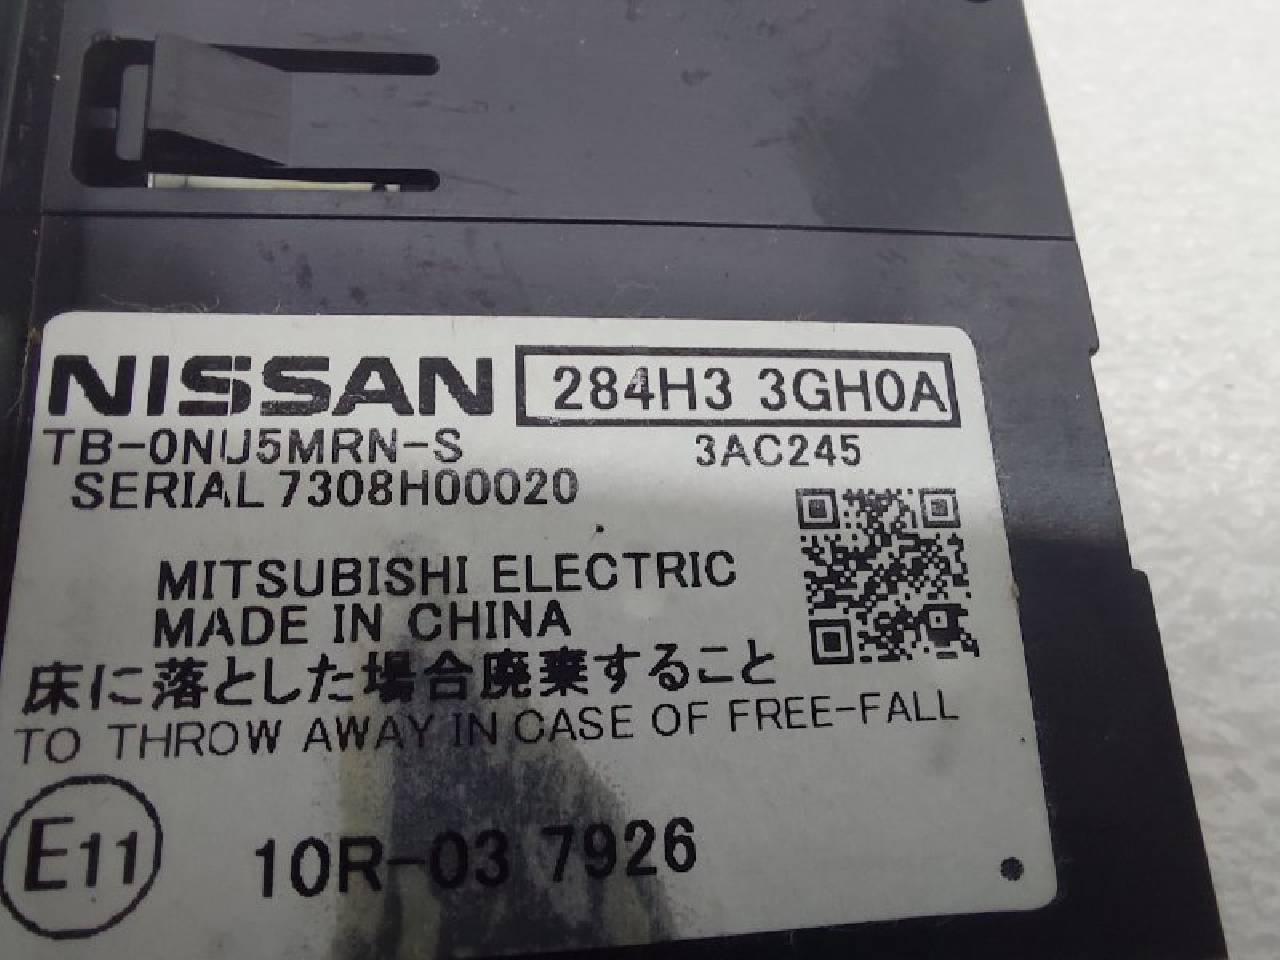 NISSAN 284H3 3GH0A
TB-0NU5MRN-S 3AC245
SERIAL 7308H00020
MITSUBISHI ELECTRIC
MADE IN CHINA
床に落とした場合廃棄すること
TO THROW AWAY IN CASE OF FREE-FALL
E11 10R-03 7926